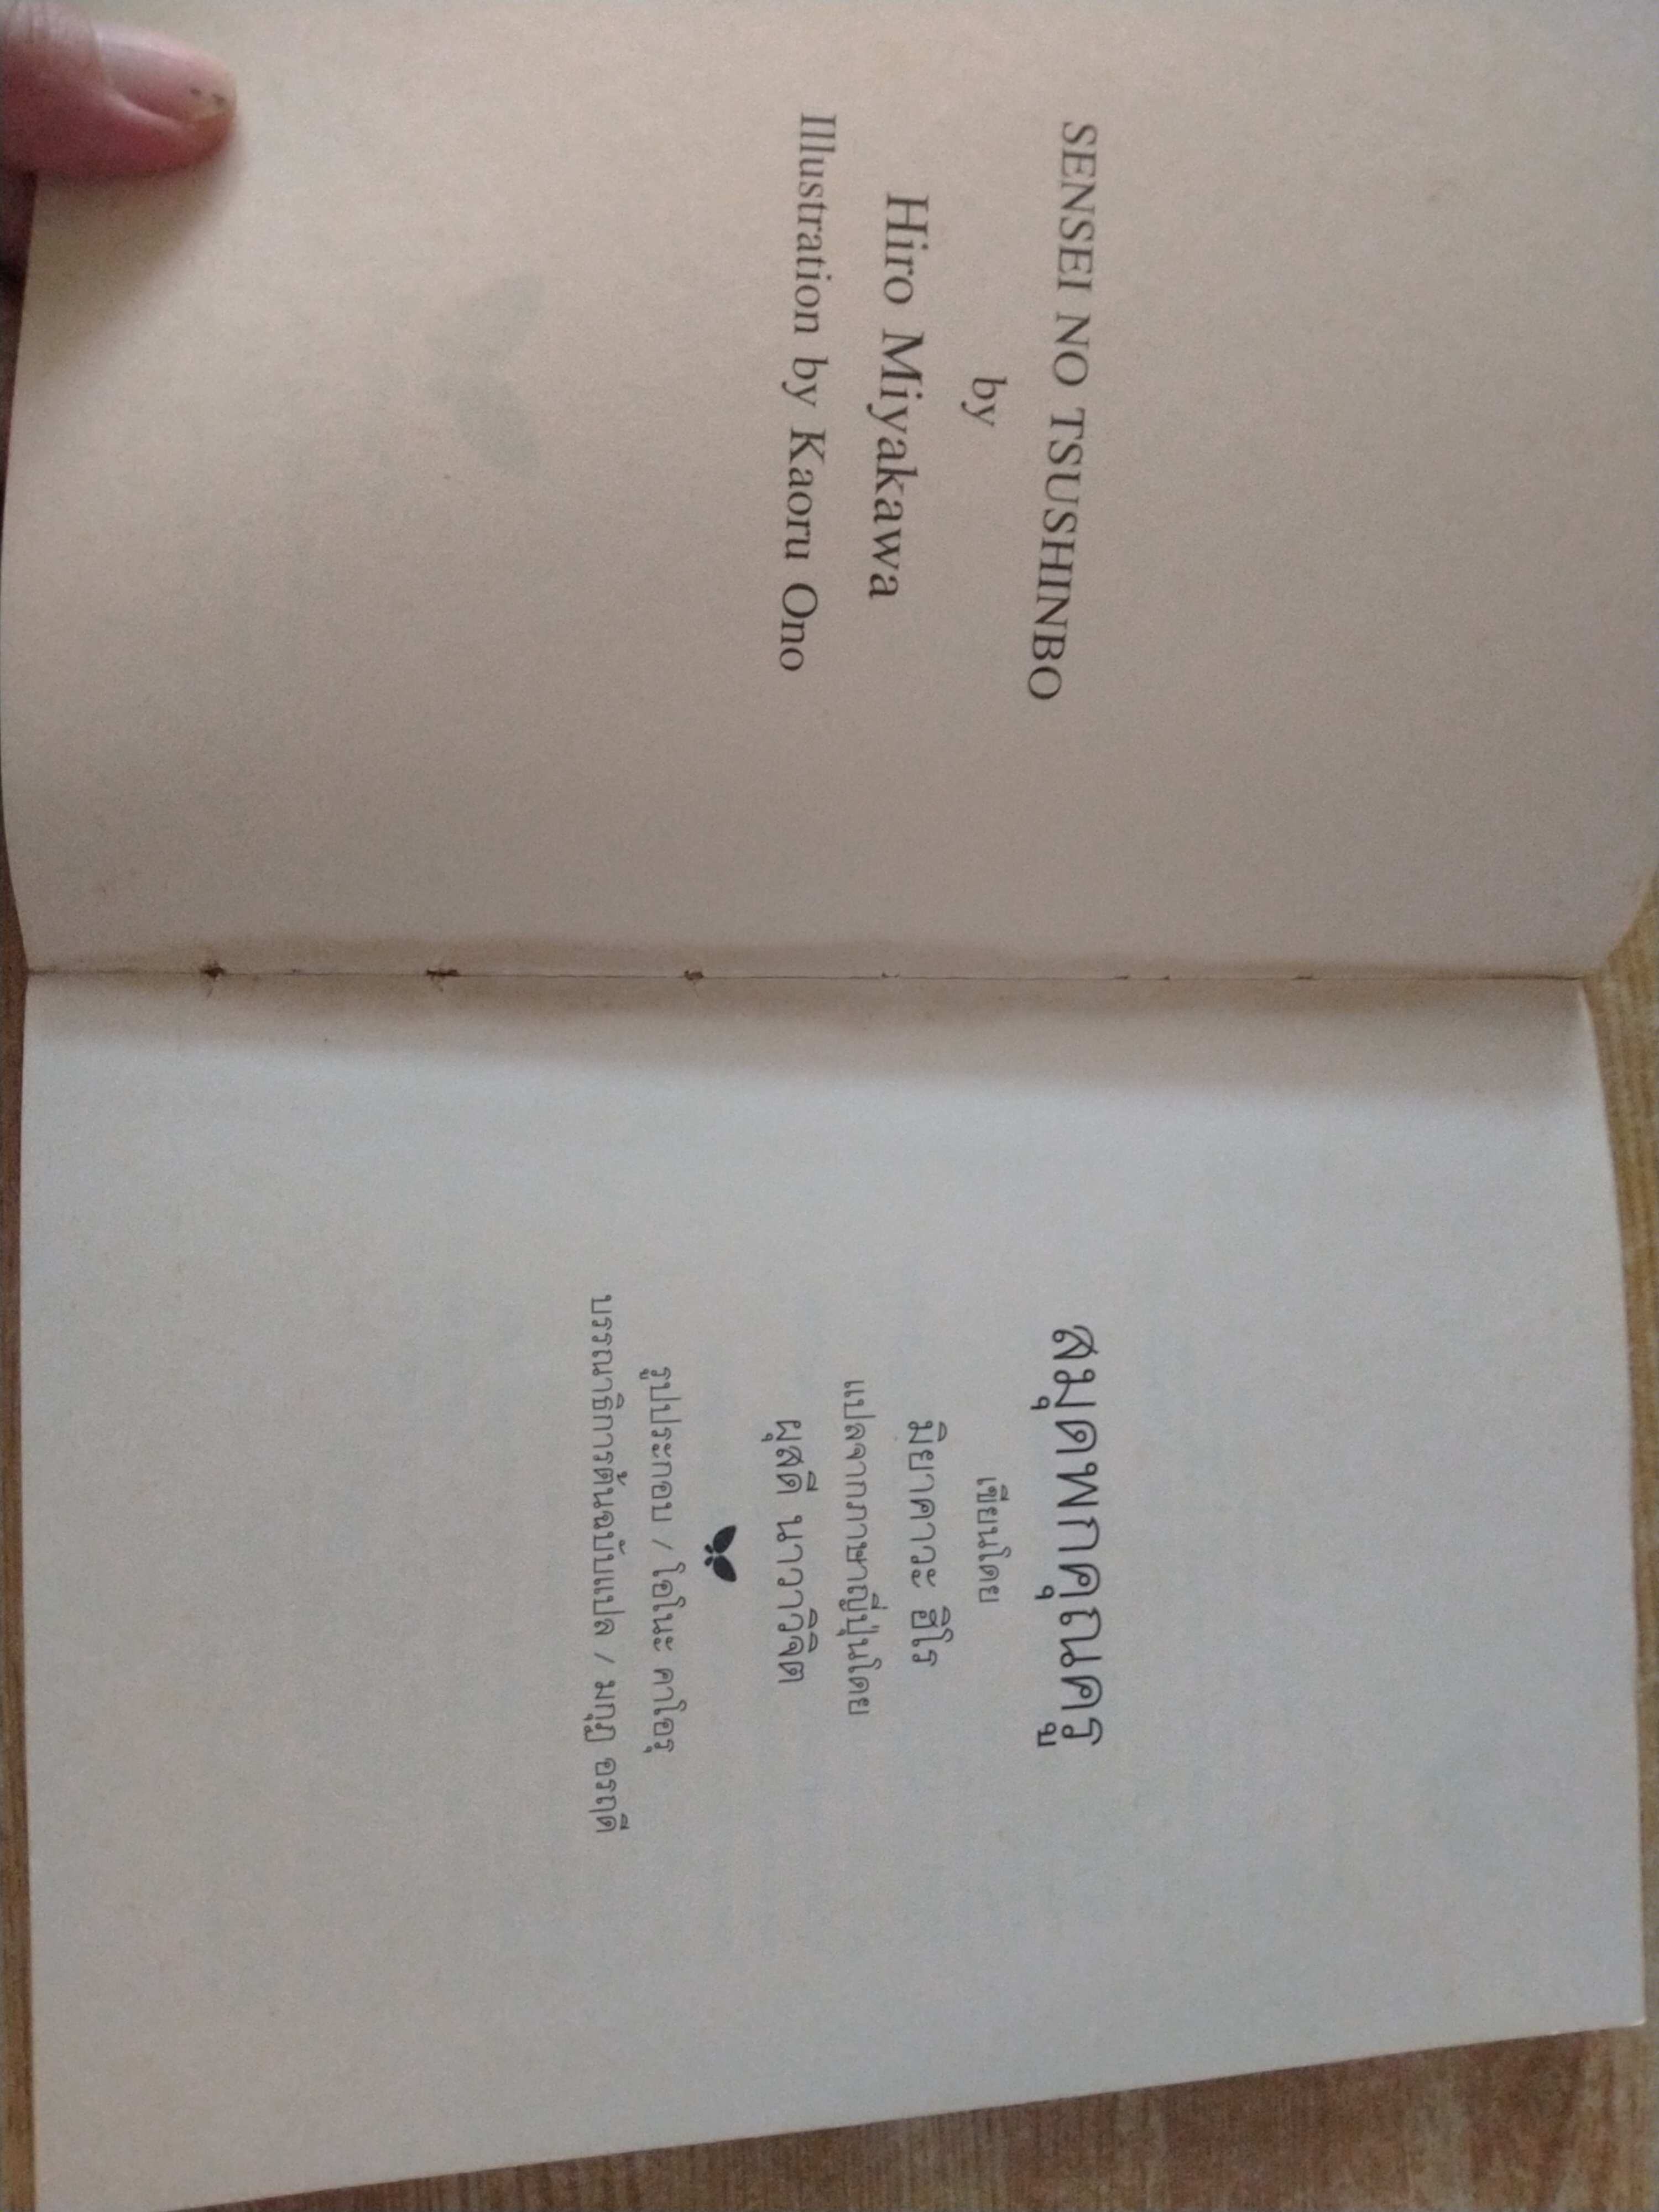 SENSEI NO TSUSHINBO
by
Hiro Miyakawa
Illustration by Kaoru Ono
สมุดพกคุณครู
เขียนโดย
มิยาคาวะ ฮิโร
แปลจากภาษาญี่ปุ่นโดย
ผุสดี นาวาวิจิต
รูปประกอบ / โอโนะ คาโอรุ
บรรณาธิการต้นฉบับแปล / มกุฏ อรฤดี